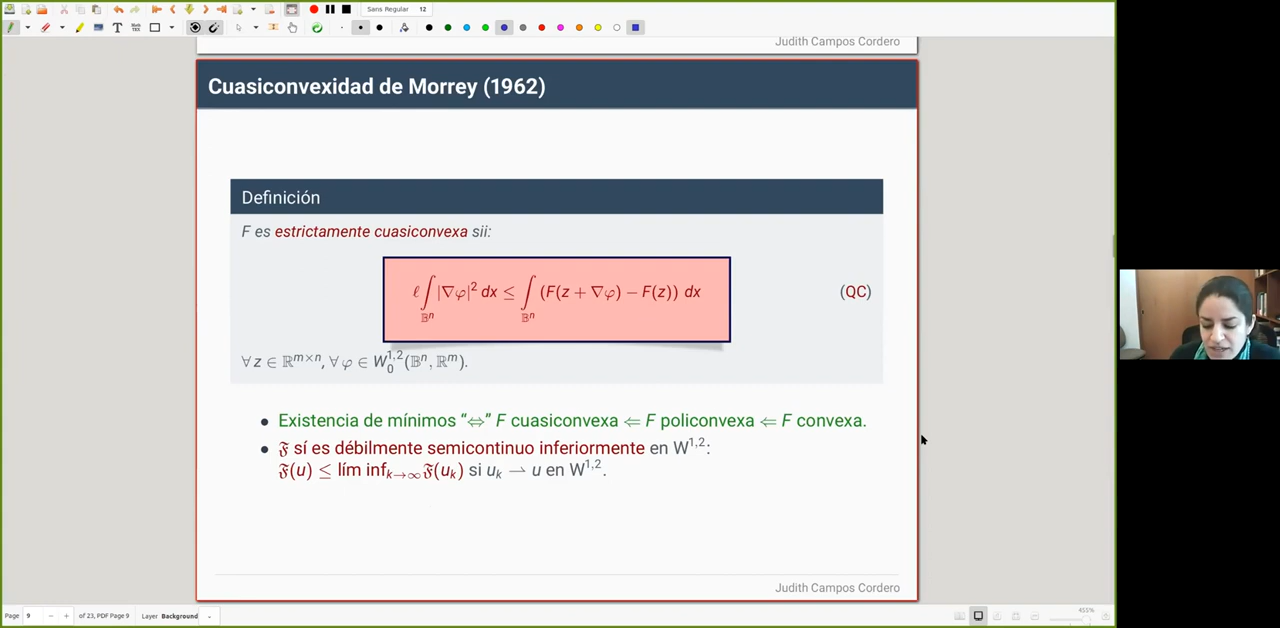 Sans Regular 12
Judith Campos Cordero
Cuasiconvexidad de Morrey (1962)
Definición
F es estrictamente cuasiconvexa sii:
ℓ∫_{𝔹ⁿ} |∇φ|² dx ≤ ∫_{𝔹ⁿ} (F(z + ∇φ) − F(z)) dx (QC)
∀ z ∈ ℝ^{m×n}, ∀ φ ∈ W₀^{1,2}(𝔹ⁿ, ℝᵐ).
• Existencia de mínimos “⇔” F cuasiconvexa ⇐ F policonvexa ⇐ F convexa.
• 𝔉 sí es débilmente semicontinuo inferiormente en W^{1,2}:
𝔉(u) ≤ lím inf_{k→∞} 𝔉(u_k) si u_k ⇀ u en W^{1,2}.
Judith Campos Cordero
Page 9 of 23, PDF Page 9 Layer Background 455%